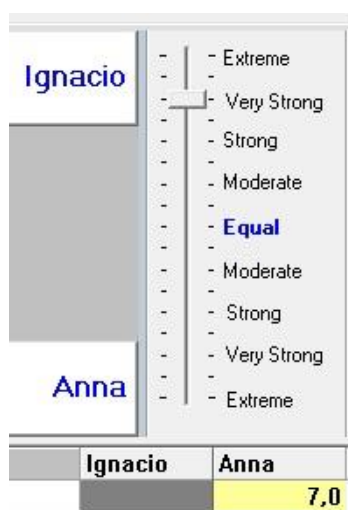 Ignacio
Extreme
Very Strong
Strong
Moderate
Equal
Moderate
Strong
Very Strong
Extreme
Anna
Ignacio Anna
7,0